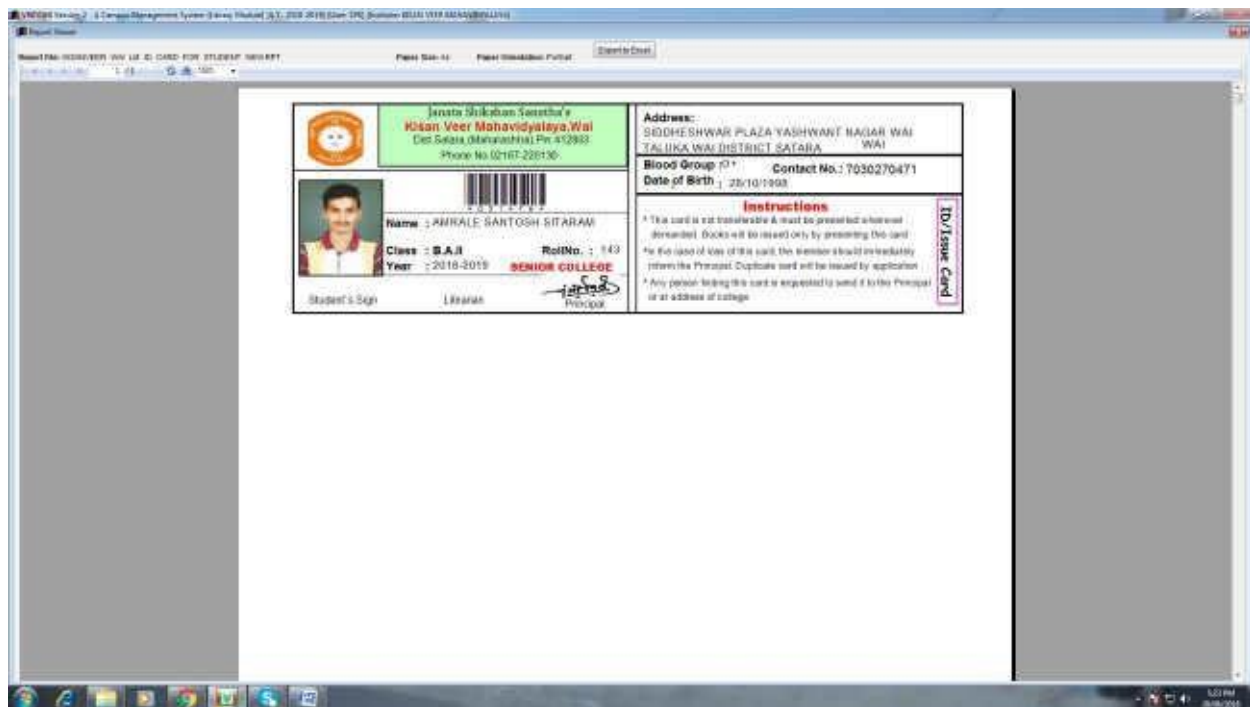 Report Viewer
Export to Excel
Janata Shikshan Sanstha's
Kisan Veer Mahavidyalaya,Wai
Dist.Satara,(Maharashtra) Pin 412803
Phone No.02167-220130
Name : AMRALE SANTOSH SITARAM
Class : B.A.II
RollNo. : 143
Year : 2018-2019
SENIOR COLLEGE
Student's Sign
Librarian
Principal
Address:
SIDDHESHWAR PLAZA YASHWANT NAGAR WAI
TALUKA WAI DISTRICT SATARA
WAI
Blood Group :O+
Contact No.: 7030270471
Date of Birth : 28/10/1998
Instructions
* This card is not transferable & must be presented whenever
demanded. Books will be issued only by presenting this card
*In the case of loss of this card, the member should immediately
inform the Principal. Duplicate card will be issued by application
* Any person finding this card is requested to send it to the Principal
or at address of college
ID/Issue Card
5:23 PM